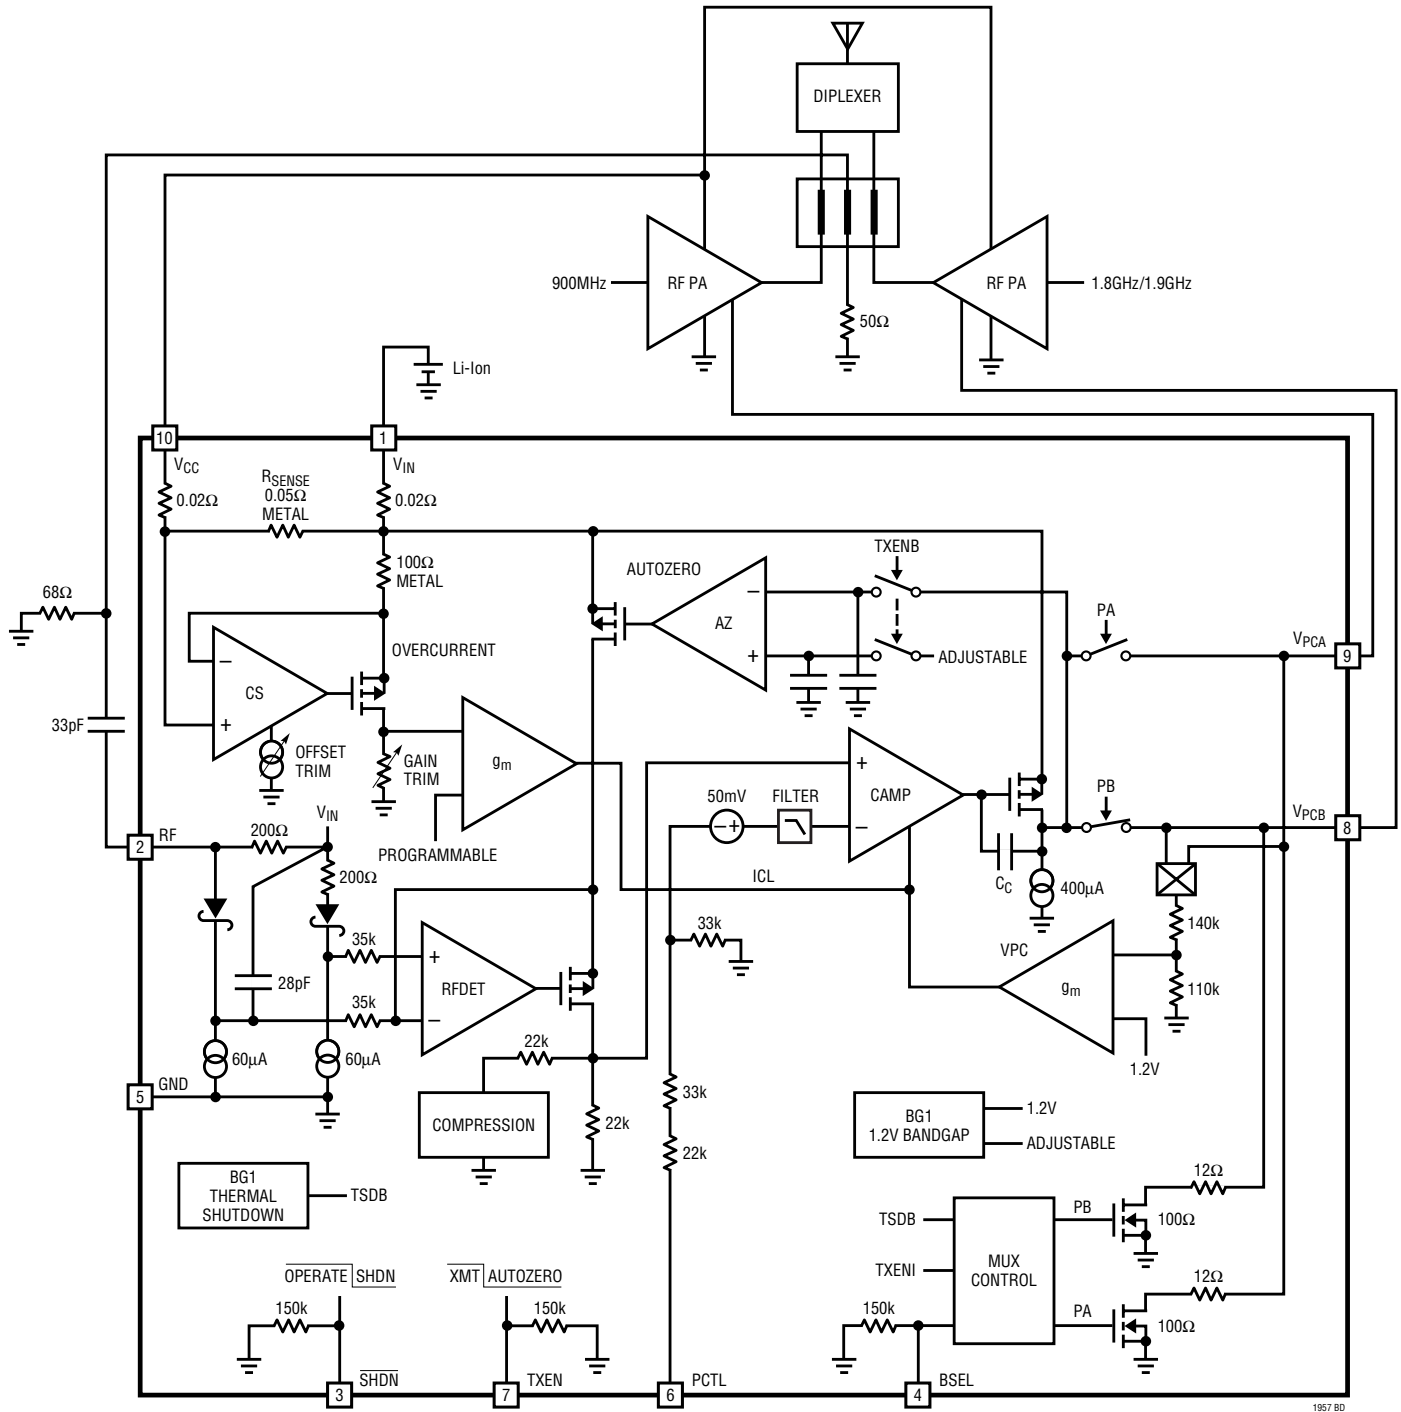 DIPLEXER
900MHz
RF PA
RF PA
1.8GHz/1.9GHz
50Ω
Li-Ion
10
1
VCC
VIN
RSENSE
0.05Ω
METAL
0.02Ω
0.02Ω
100Ω
METAL
68Ω
AUTOZERO
TXENB
AZ
−
+
ADJUSTABLE
PA
VPCA
9
OVERCURRENT
−
CS
+
33pF
OFFSET
TRIM
GAIN
TRIM
gm
PROGRAMMABLE
50mV
−+
FILTER
+
CAMP
−
PB
VPCB
8
CC
400µA
ICL
VIN
RF
2
200Ω
200Ω
35k
35k
28pF
+
RFDET
−
33k
VPC
gm
140k
110k
1.2V
60µA
60µA
GND
5
22k
COMPRESSION
22k
33k
22k
BG1
1.2V BANDGAP
1.2V
ADJUSTABLE
BG1
THERMAL
SHUTDOWN
TSDB
TSDB
TXENI
MUX
CONTROL
PB
12Ω
100Ω
PA
12Ω
100Ω
OPERATE SHDN
XMT AUTOZERO
150k
150k
150k
SHDN
3
TXEN
7
PCTL
6
BSEL
4
1957 BD